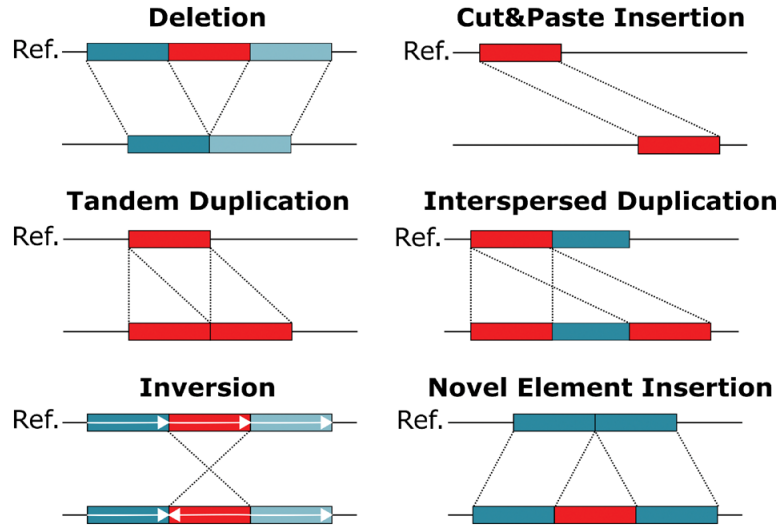 Deletion
Ref.
Cut&Paste Insertion
Ref.
Tandem Duplication
Ref.
Interspersed Duplication
Ref.
Inversion
Ref.
Novel Element Insertion
Ref.